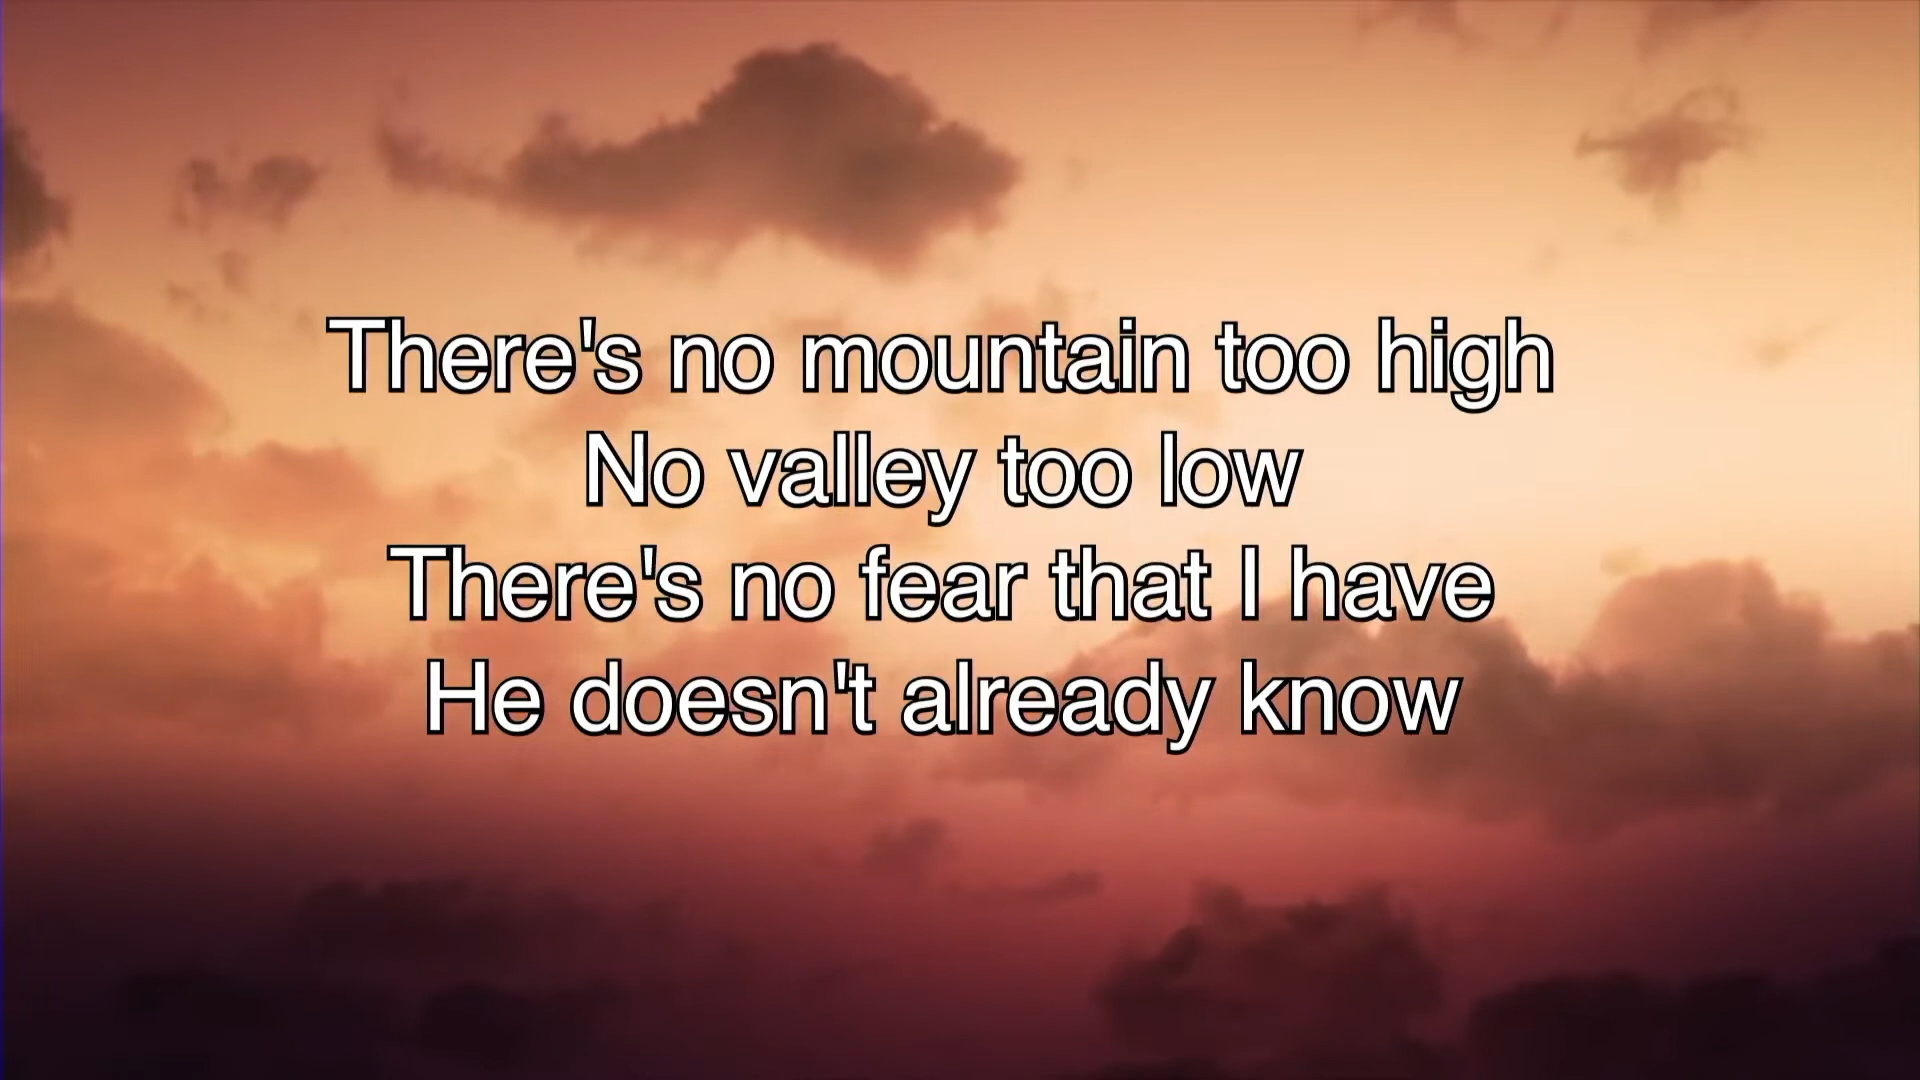 There's no mountain too high
No valley too low
There's no fear that I have
He doesn't already know